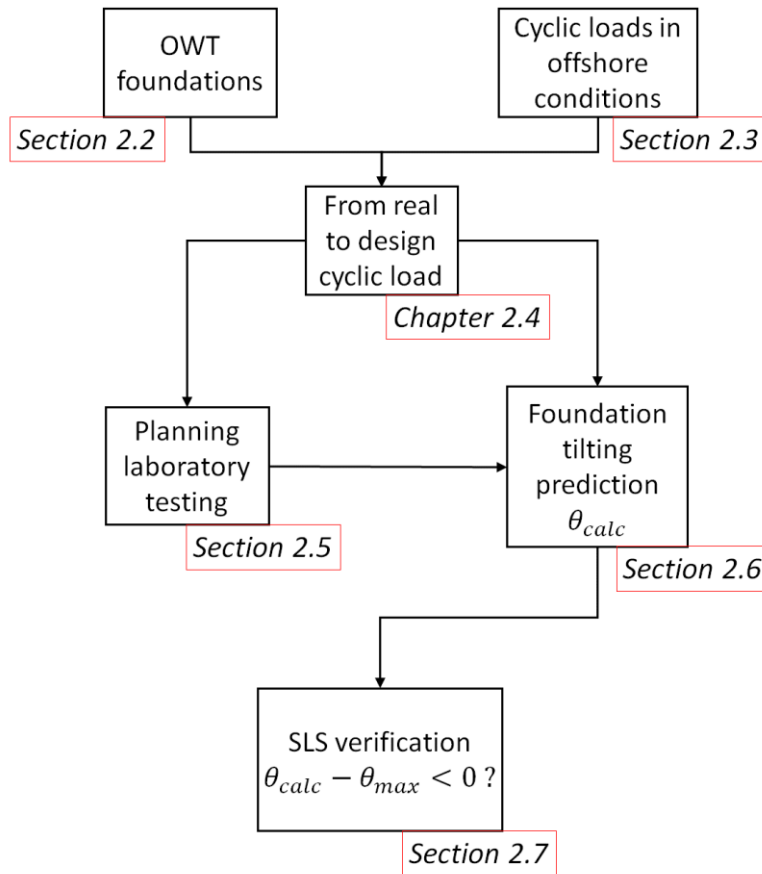 OWT
foundations
Section 2.2
Cyclic loads in
offshore
conditions
Section 2.3
From real
to design
cyclic load
Chapter 2.4
Planning
laboratory
testing
Section 2.5
Foundation
tilting
prediction
θ_calc
Section 2.6
SLS verification
θ_calc − θ_max < 0 ?
Section 2.7